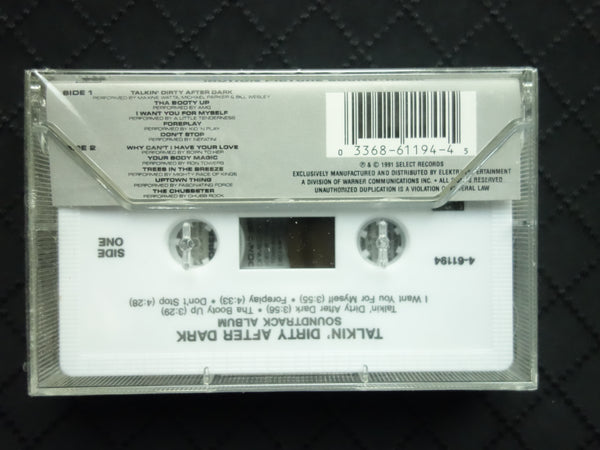 SIDE 1
TALKIN' DIRTY AFTER DARK
PERFORMED BY MAXINE WATTS, MICHAEL PARKER & BILL WESLEY
THA BOOTY UP
PERFORMED BY AMG
I WANT YOU FOR MYSELF
PERFORMED BY A LITTLE TENDERNESS
FOREPLAY
PERFORMED BY KID 'N PLAY
DON'T STOP
PERFORMED BY
SIDE 2
WHY CAN'T I HAVE YOUR LOVE
PERFORMED BY BORN TO HER
YOUR BODY MAGIC
PERFORMED BY RON TOWERS
TREES IN THE BREEZE
PERFORMED BY MIGHTY RACE OF KINGS
UPTOWN THING
PERFORMED BY FASCINATING FORCE
THE CHUBBSTER
PERFORMED BY CHUBB ROCK
0 3368-61194-4 5
℗ & © 1991 SELECT RECORDS
EXCLUSIVELY MANUFACTURED AND DISTRIBUTED BY ELEKTRA ENTERTAINMENT
A DIVISION OF WARNER COMMUNICATIONS INC. • ALL RIGHTS RESERVED
UNAUTHORIZED DUPLICATION IS A VIOLATION OF FEDERAL LAW
TALKIN' DIRTY AFTER DARK
SOUNDTRACK ALBUM
Talkin' Dirty After Dark (3:56) * Tha Booty Up (3:29)
I Want You For Myself (3:55) * Foreplay (4:33) * Don't Stop (4:28)
4-61194
SIDE
ONE